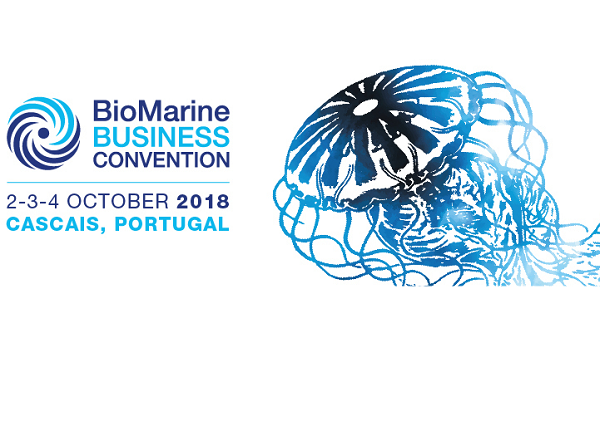 BioMarine
BUSINESS
CONVENTION
2-3-4 OCTOBER 2018
CASCAIS, PORTUGAL